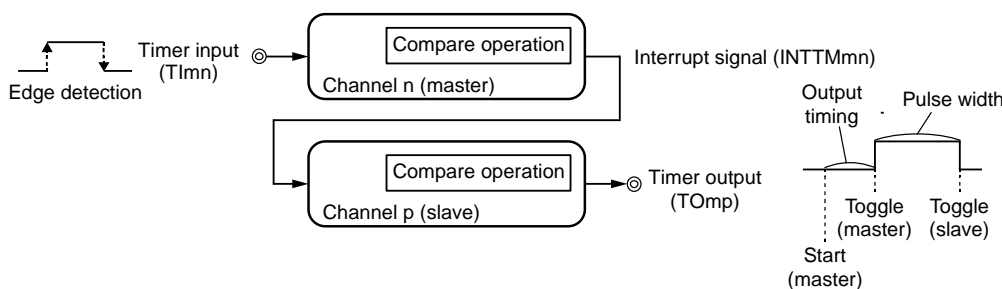 Edge detection
Timer input
(TImn)
Compare operation
Channel n (master)
Interrupt signal (INTTMmn)
Compare operation
Channel p (slave)
Timer output
(TOmp)
Output
timing
Pulse width
Toggle
(master)
Toggle
(slave)
Start
(master)